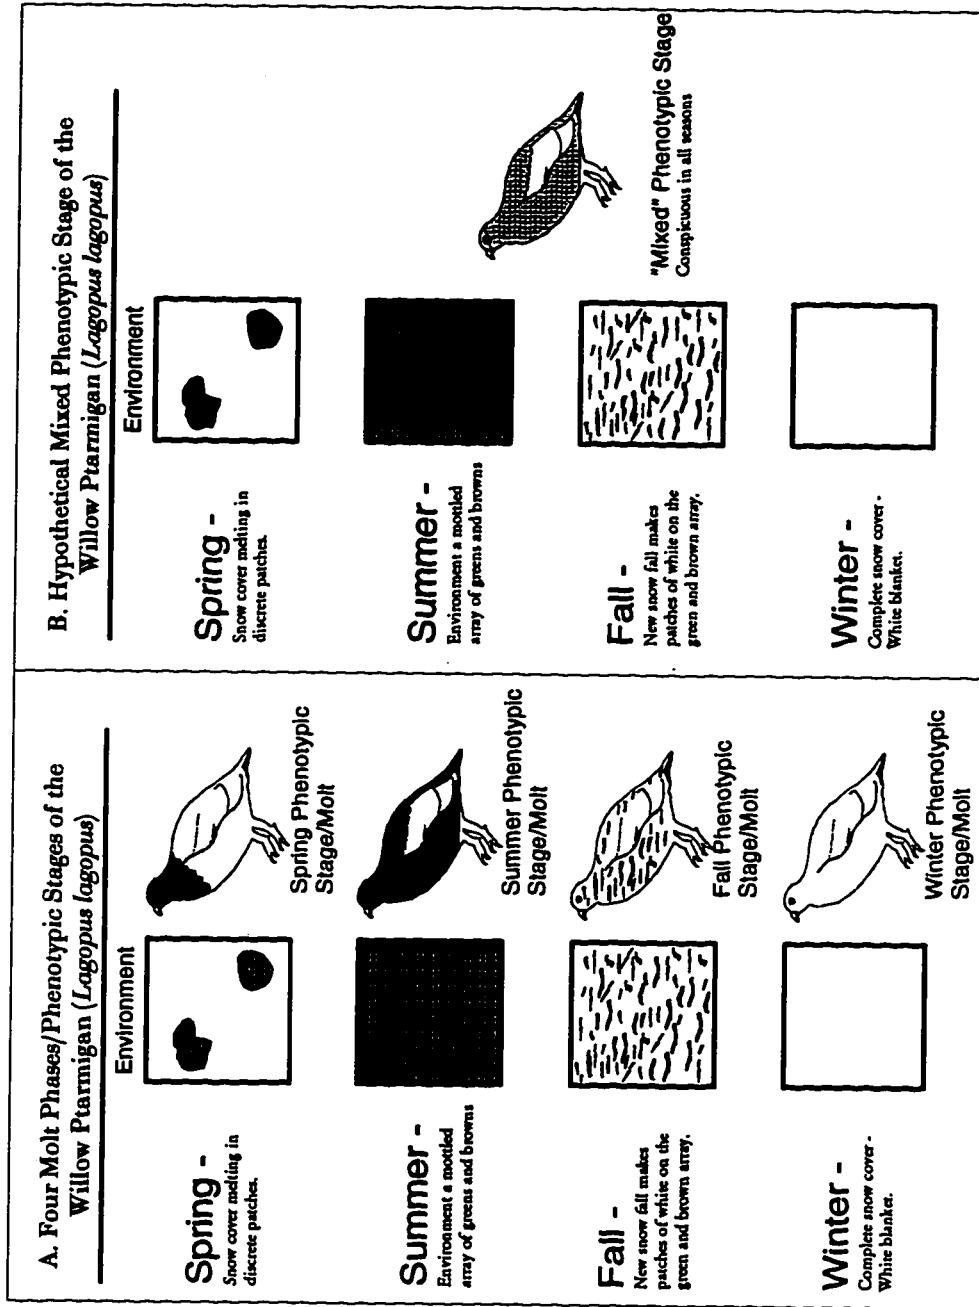 A. Four Molt Phases/Phenotypic Stages of the
Willow Ptarmigan (Lagopus lagopus)
Environment
Spring -
Snow cover melting in
discrete patches.
Spring Phenotypic
Stage/Molt
Summer -
Environment a mottled
array of greens and browns
Summer Phenotypic
Stage/Molt
Fall -
New snow fall makes
patches of white on the
green and brown array.
Fall Phenotypic
Stage/Molt
Winter -
Complete snow cover -
White blanket.
Winter Phenotypic
Stage/Molt
B. Hypothetical Mixed Phenotypic Stage of the
Willow Ptarmigan (Lagopus lagopus)
Environment
Spring -
Snow cover melting in
discrete patches.
Summer -
Environment a mottled
array of greens and browns
Fall -
New snow fall makes
patches of white on the
green and brown array.
Winter -
Complete snow cover -
White blanket.
"Mixed" Phenotypic Stage
Conspicuous in all seasons